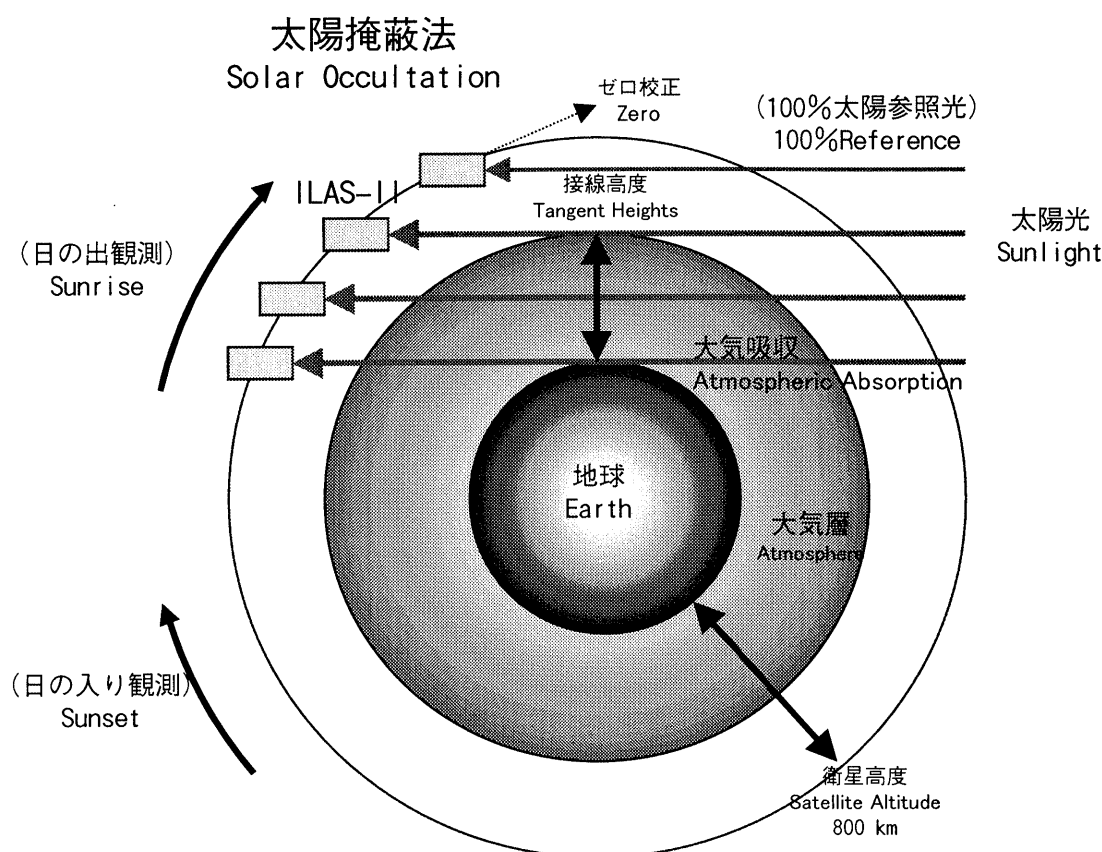 太陽掩蔽法
Solar Occultation
ゼロ校正
Zero
(100%太陽参照光)
100%Reference
ILAS-II
接線高度
Tangent Heights
太陽光
Sunlight
(日の出観測)
Sunrise
大気吸収
Atmospheric Absorption
地球
Earth
大気層
Atmosphere
(日の入り観測)
Sunset
衛星高度
Satellite Altitude
800 km